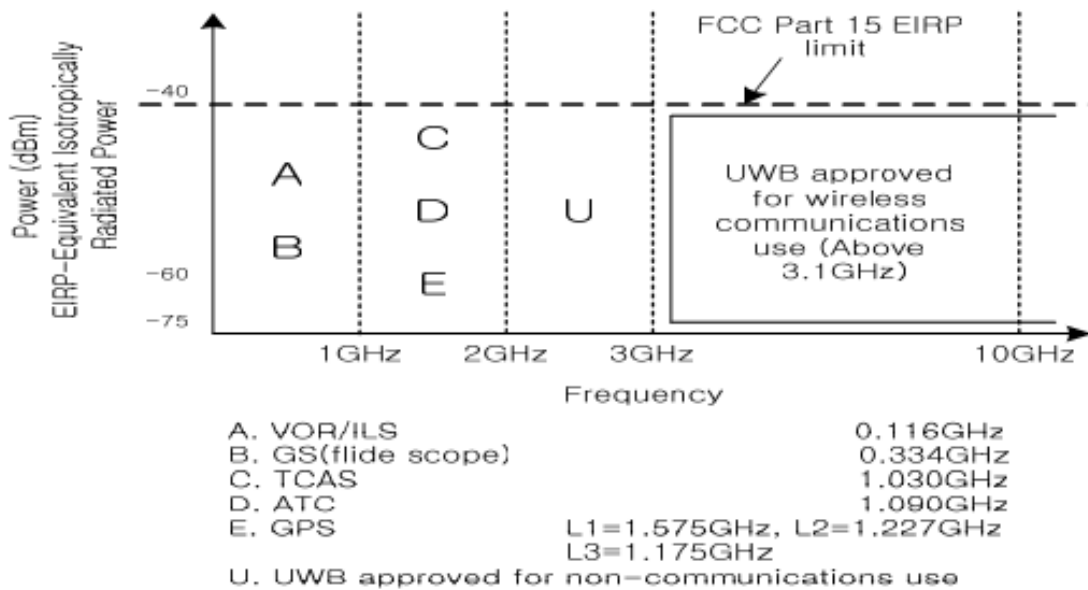 FCC Part 15 EIRP
limit
Power (dBm)
EIRP-Equivalent Isotropically
Radiated Power
-40
-60
-75
A
B
C
D
E
U
UWB approved
for wireless
communications
use (Above
3.1GHz)
1GHz 2GHz 3GHz 10GHz
Frequency
A. VOR/ILS 0.116GHz
B. GS(flide scope) 0.334GHz
C. TCAS 1.030GHz
D. ATC 1.090GHz
E. GPS L1=1.575GHz, L2=1.227GHz
L3=1.175GHz
U. UWB approved for non-communications use